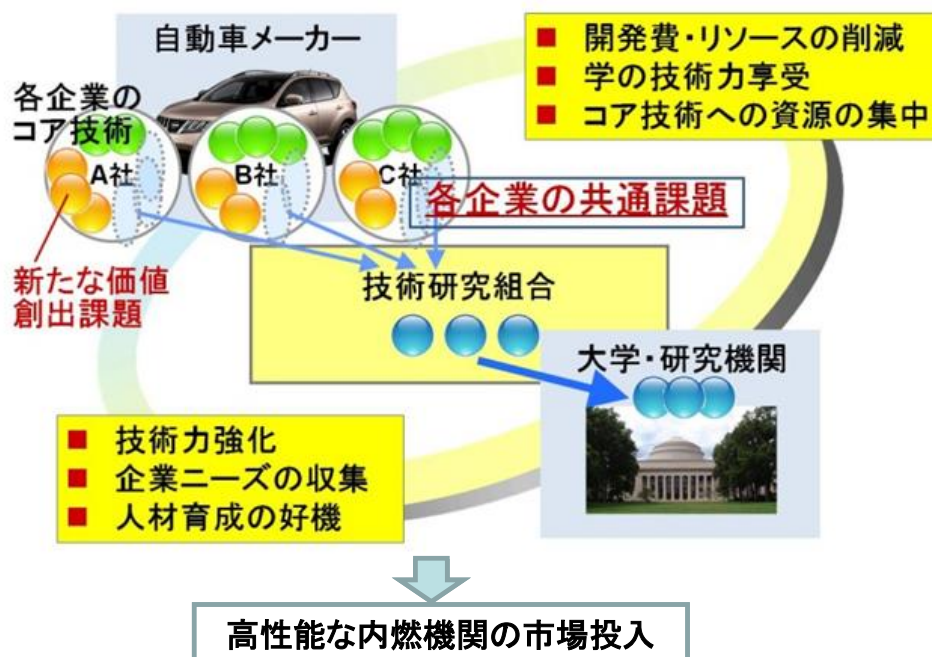 自動車メーカー
各企業の
コア技術
A社
B社
C社
■ 開発費・リソースの削減
■ 学の技術力享受
■ コア技術への資源の集中
各企業の共通課題
新たな価値
創出課題
技術研究組合
大学・研究機関
■ 技術力強化
■ 企業ニーズの収集
■ 人材育成の好機
高性能な内燃機関の市場投入